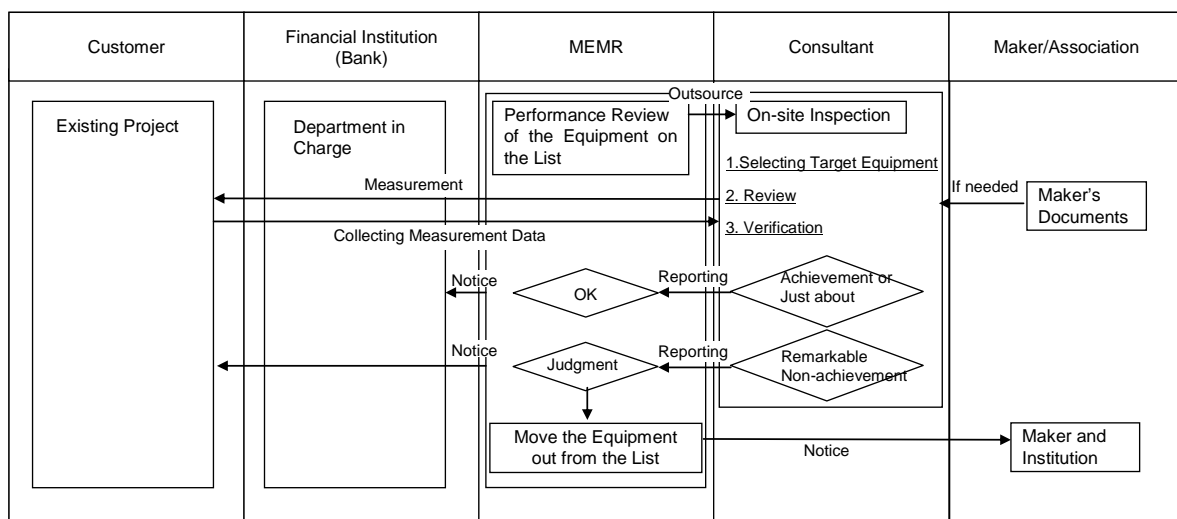 Customer
Financial Institution
(Bank)
MEMR
Consultant
Maker/Association
Existing Project
Department in
Charge
Performance Review
of the Equipment on
the List
Outsource
On-site Inspection
1.Selecting Target Equipment
2. Review
3. Verification
Measurement
Collecting Measurement Data
If needed
Maker's
Documents
Notice
OK
Reporting
Achievement or
Just about
Notice
Judgment
Reporting
Remarkable
Non-achievement
Move the Equipment
out from the List
Notice
Maker and
Institution